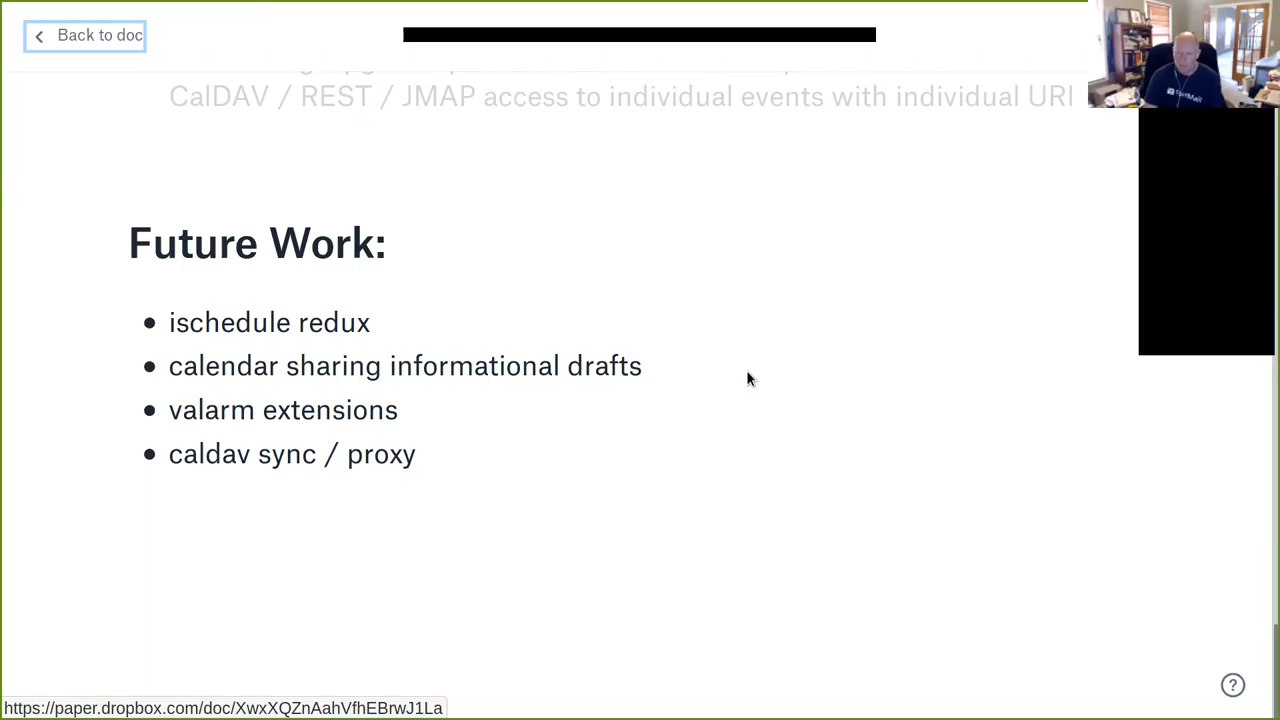 Back to doc
CalDAV / REST / JMAP access to individual events with individual URI
Future Work:
ischedule redux
calendar sharing informational drafts
valarm extensions
caldav sync / proxy
?
https://paper.dropbox.com/doc/XwxXQZnAahVfhEBrwJ1La